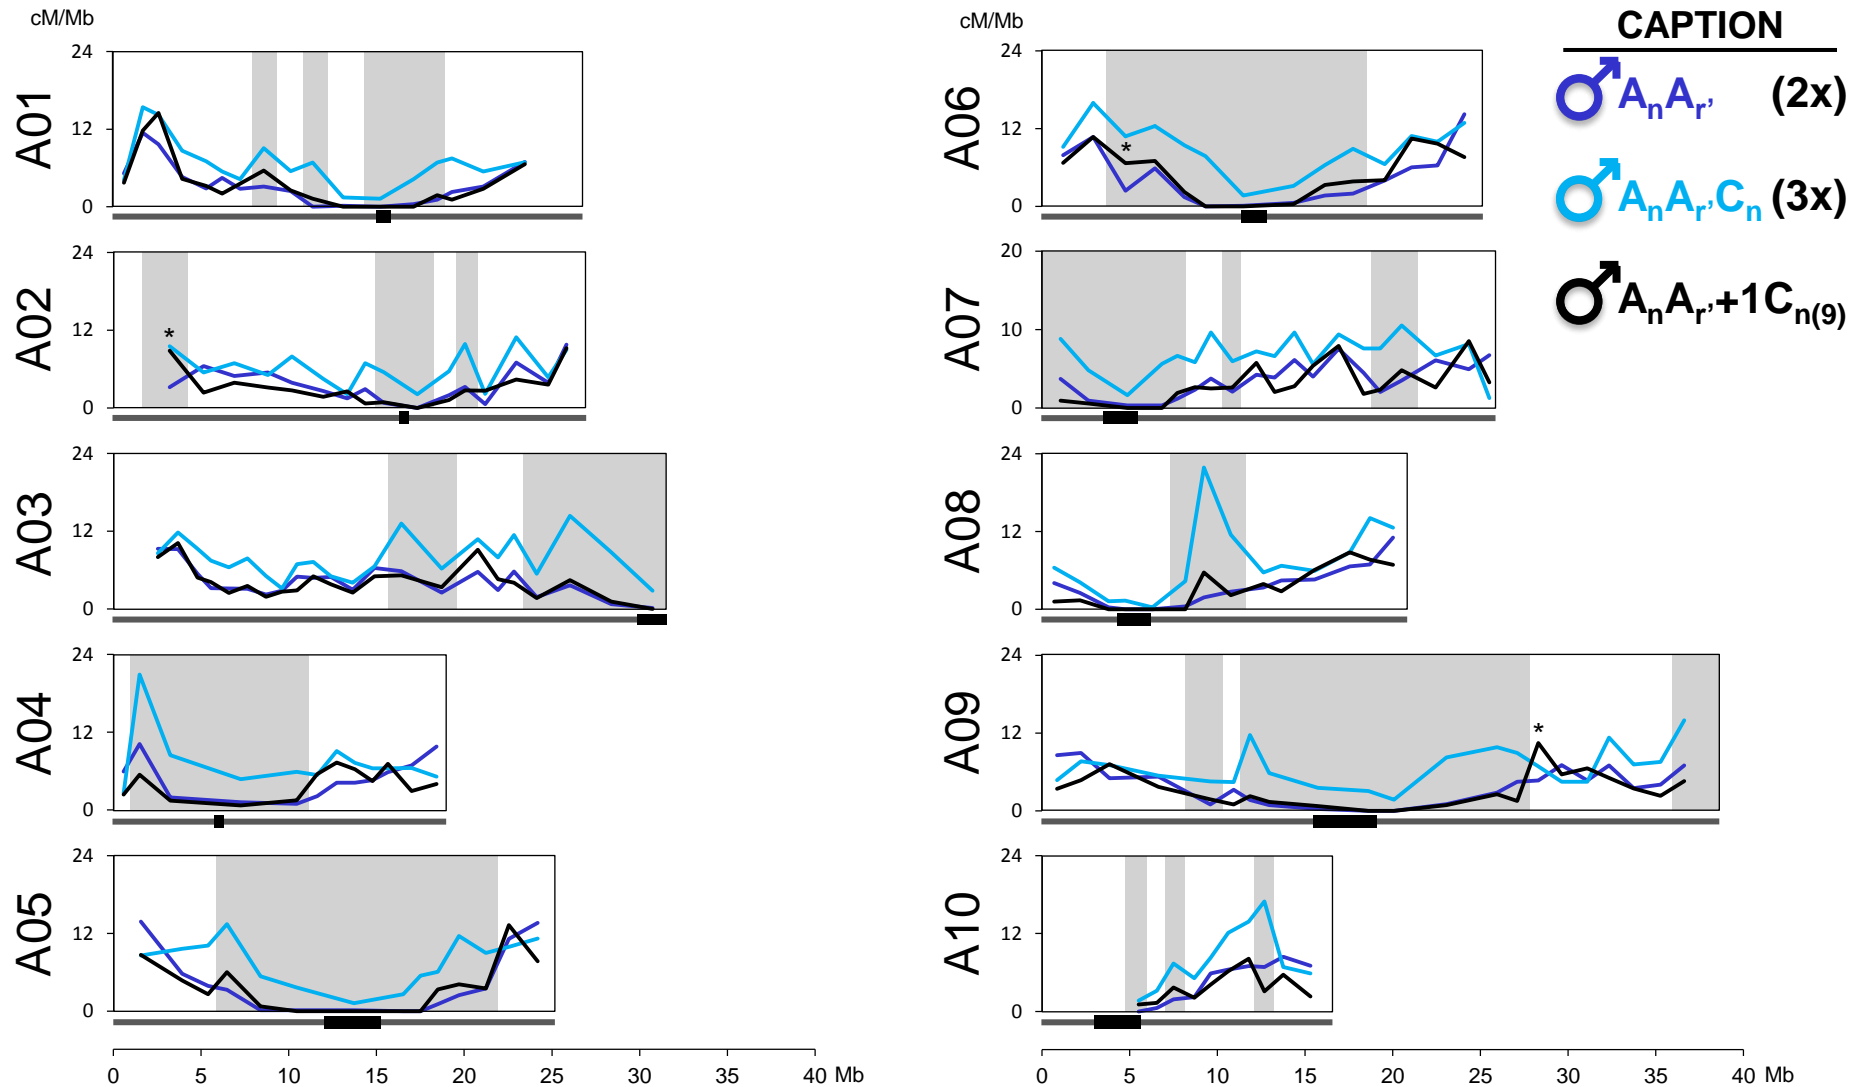 cM/Mb
24
12
0
A01
24
12
0
A02
*
24
12
0
A03
24
12
0
A04
24
12
0
A05
0 5 10 15 20 25 30 35 40 Mb
cM/Mb
24
12
0
A06
*
20
10
0
A07
24
12
0
A08
24
12
0
A09
*
24
12
0
A10
0 5 10 15 20 25 30 35 40 Mb
CAPTION
♂AnAr’ (2x)
♂AnAr’Cn (3x)
♂AnAr’+1Cn(9)